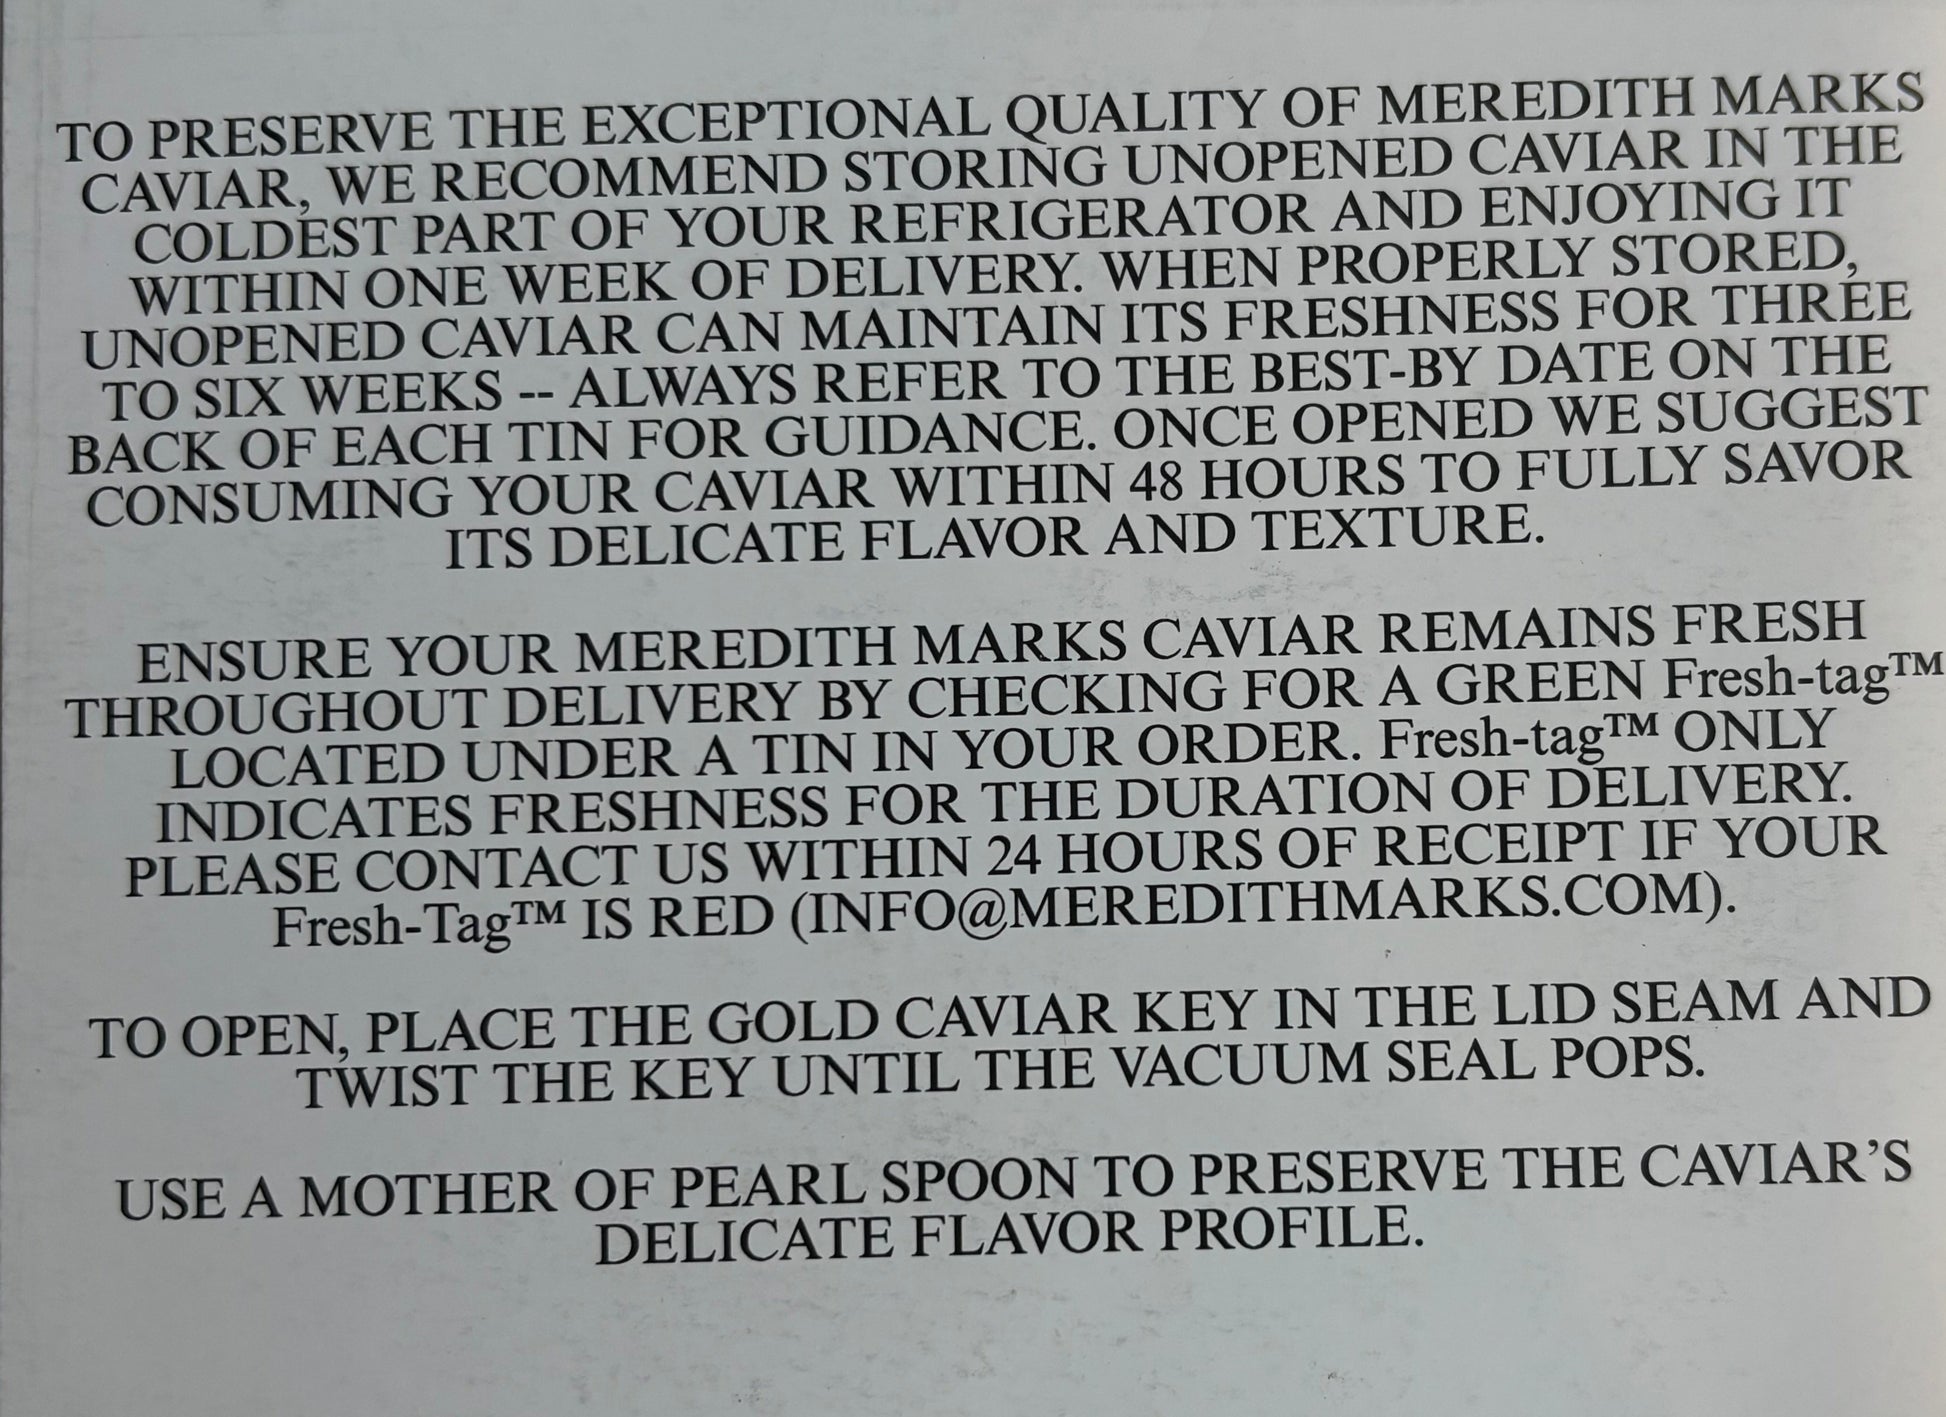 TO PRESERVE THE EXCEPTIONAL QUALITY OF MEREDITH MARKS
CAVIAR, WE RECOMMEND STORING UNOPENED CAVIAR IN THE
COLDEST PART OF YOUR REFRIGERATOR AND ENJOYING IT
WITHIN ONE WEEK OF DELIVERY. WHEN PROPERLY STORED,
UNOPENED CAVIAR CAN MAINTAIN ITS FRESHNESS FOR THREE
TO SIX WEEKS -- ALWAYS REFER TO THE BEST-BY DATE ON THE
BACK OF EACH TIN FOR GUIDANCE. ONCE OPENED WE SUGGEST
CONSUMING YOUR CAVIAR WITHIN 48 HOURS TO FULLY SAVOR
ITS DELICATE FLAVOR AND TEXTURE.
ENSURE YOUR MEREDITH MARKS CAVIAR REMAINS FRESH
THROUGHOUT DELIVERY BY CHECKING FOR A GREEN Fresh-tag™
LOCATED UNDER A TIN IN YOUR ORDER. Fresh-tag™ ONLY
INDICATES FRESHNESS FOR THE DURATION OF DELIVERY.
PLEASE CONTACT US WITHIN 24 HOURS OF RECEIPT IF YOUR
Fresh-Tag™ IS RED (INFO@MEREDITHMARKS.COM).
TO OPEN, PLACE THE GOLD CAVIAR KEY IN THE LID SEAM AND
TWIST THE KEY UNTIL THE VACUUM SEAL POPS.
USE A MOTHER OF PEARL SPOON TO PRESERVE THE CAVIAR’S
DELICATE FLAVOR PROFILE.